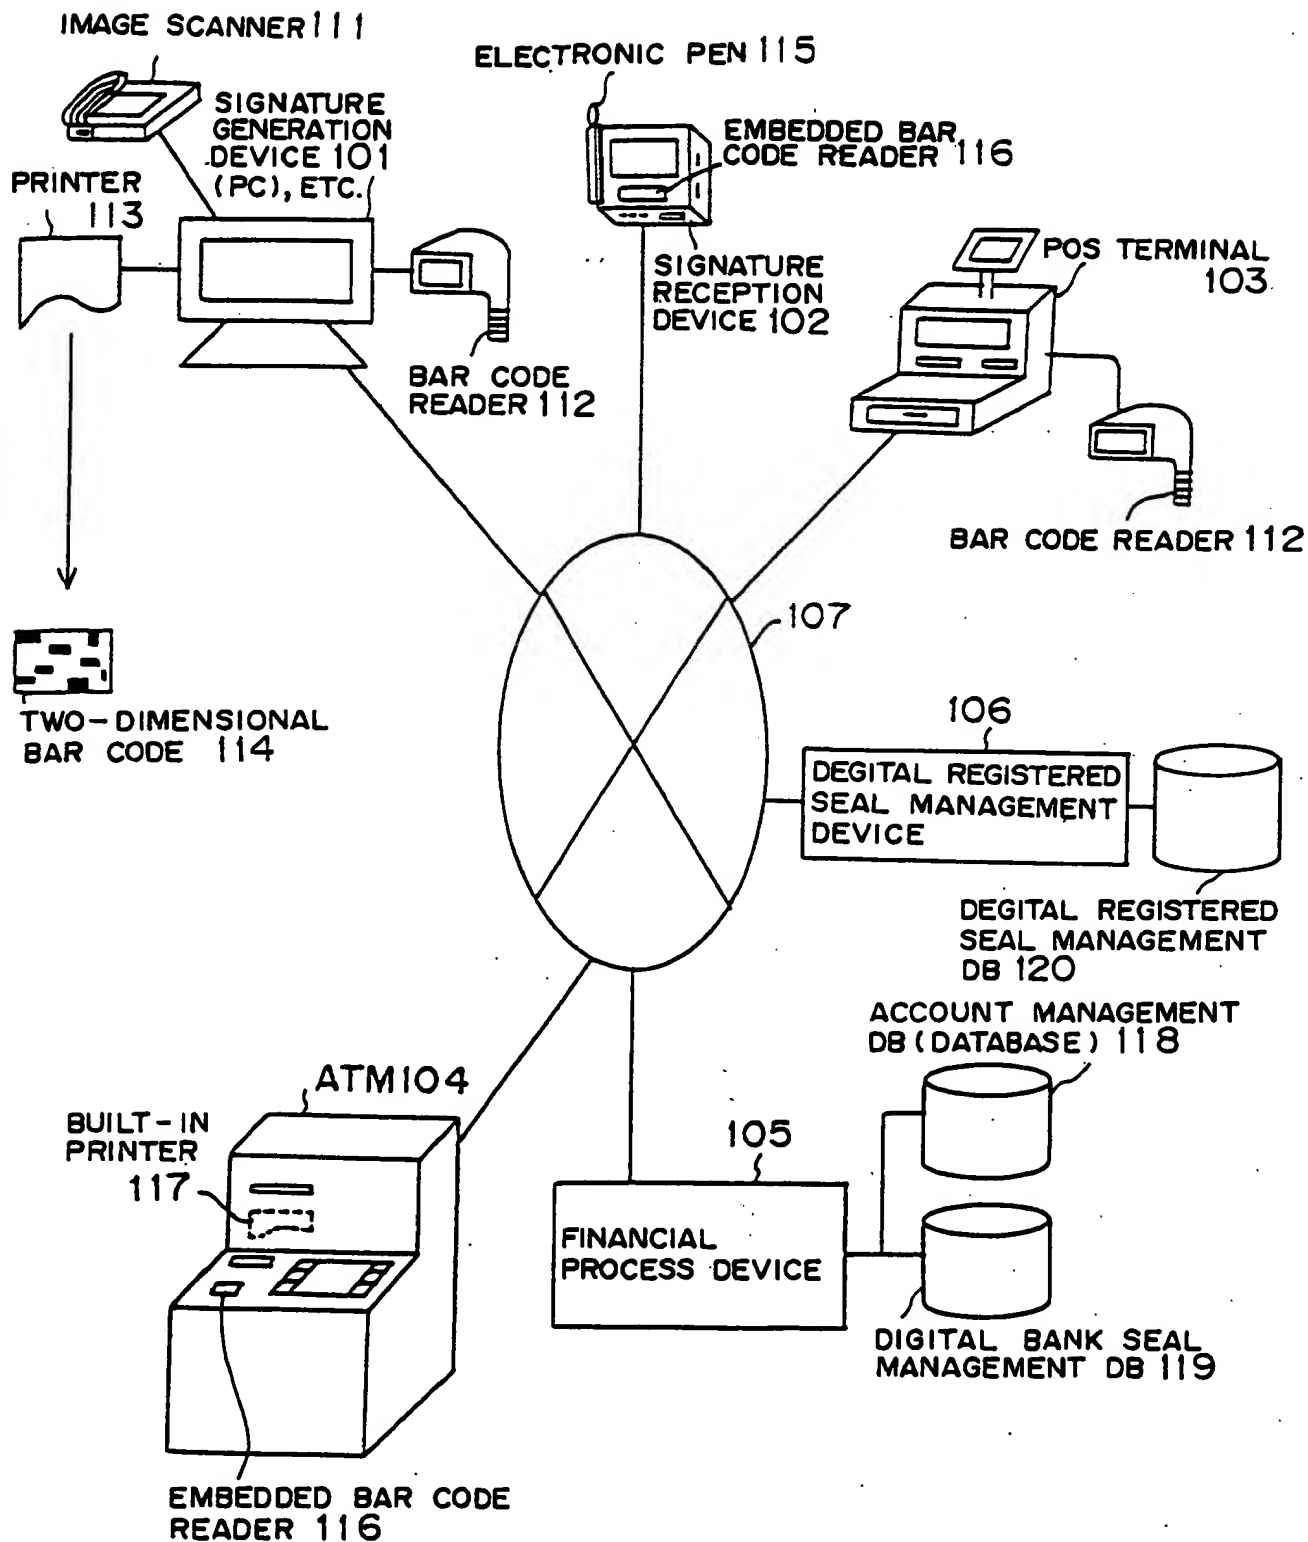 IMAGE SCANNER 111
ELECTRONIC PEN 115
SIGNATURE
GENERATION
DEVICE 101
(PC), ETC.
EMBEDDED BAR
CODE READER 116
PRINTER
113
SIGNATURE
RECEPTION
DEVICE 102
POS TERMINAL
103
BAR CODE
READER 112
BAR CODE READER 112
107
TWO-DIMENSIONAL
BAR CODE 114
106
DEGITAL REGISTERED
SEAL MANAGEMENT
DEVICE
DEGITAL REGISTERED
SEAL MANAGEMENT
DB 120
ACCOUNT MANAGEMENT
DB (DATABASE) 118
ATM 104
BUILT-IN
PRINTER
117
105
FINANCIAL
PROCESS DEVICE
DIGITAL BANK SEAL
MANAGEMENT DB 119
EMBEDDED BAR CODE
READER 116